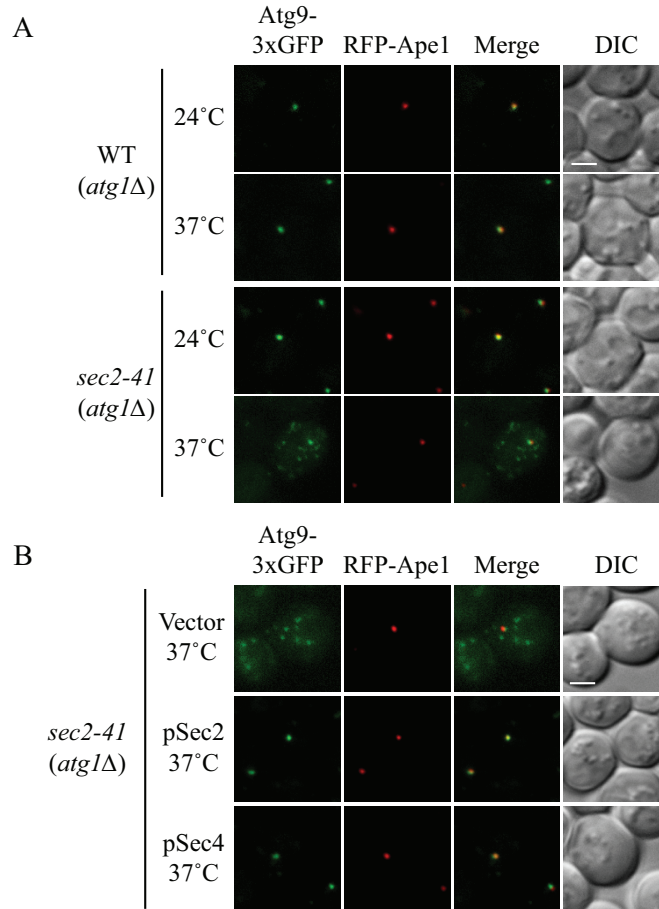 A
Atg9-
3xGFP RFP-Ape1 Merge DIC
24˚C
WT
(atg1Δ)
37˚C
24˚C
sec2-41
(atg1Δ)
37˚C
B
Atg9-
3xGFP RFP-Ape1 Merge DIC
Vector
37˚C
sec2-41
(atg1Δ)
pSec2
37˚C
pSec4
37˚C